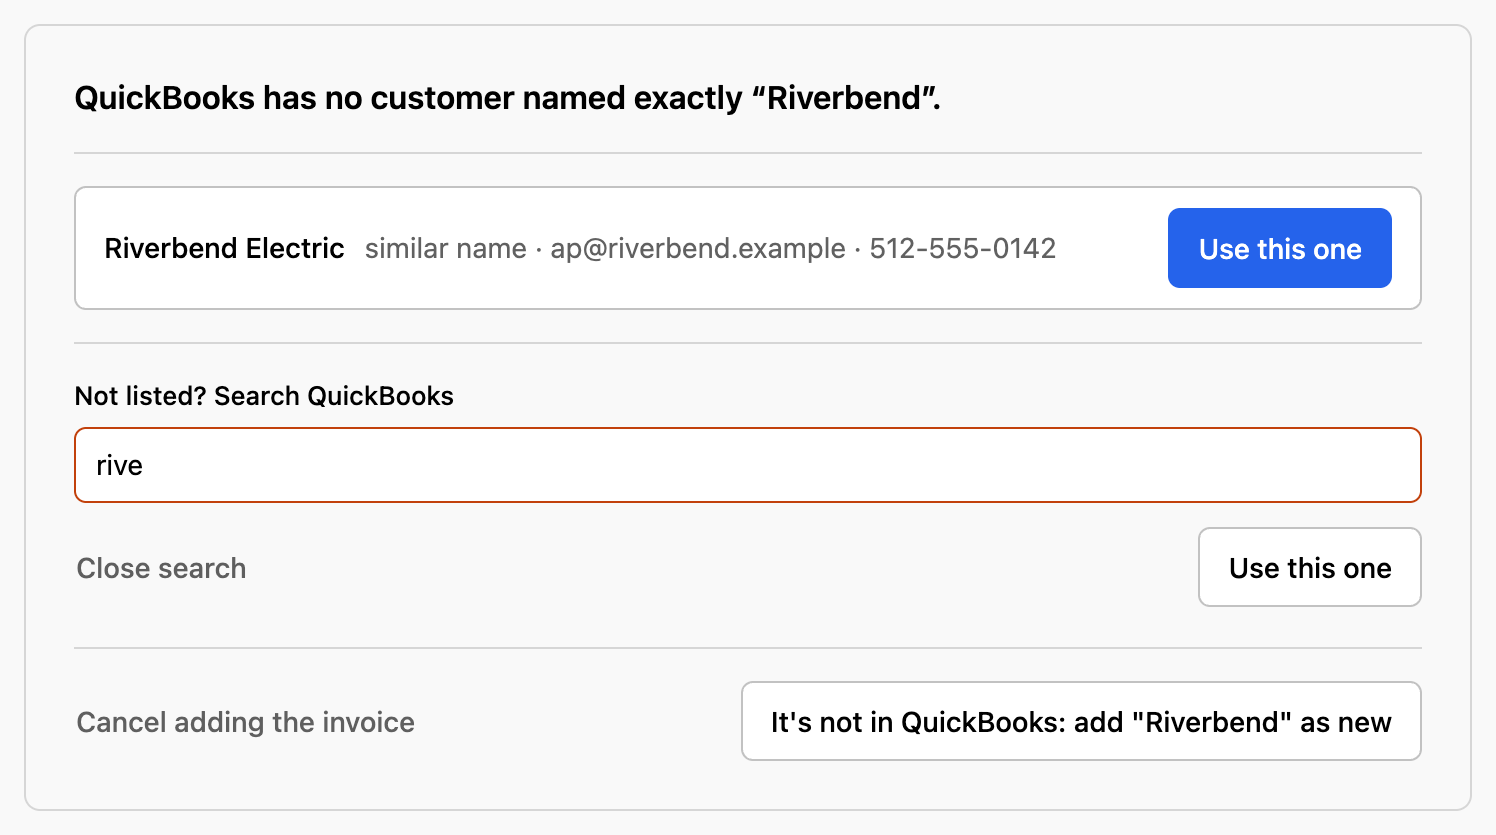 QuickBooks has no customer named exactly “Riverbend”.
Riverbend Electric similar name · ap@riverbend.example · 512-555-0142 Use this one
Not listed? Search QuickBooks
rive
Close search Use this one
Cancel adding the invoice It's not in QuickBooks: add "Riverbend" as new